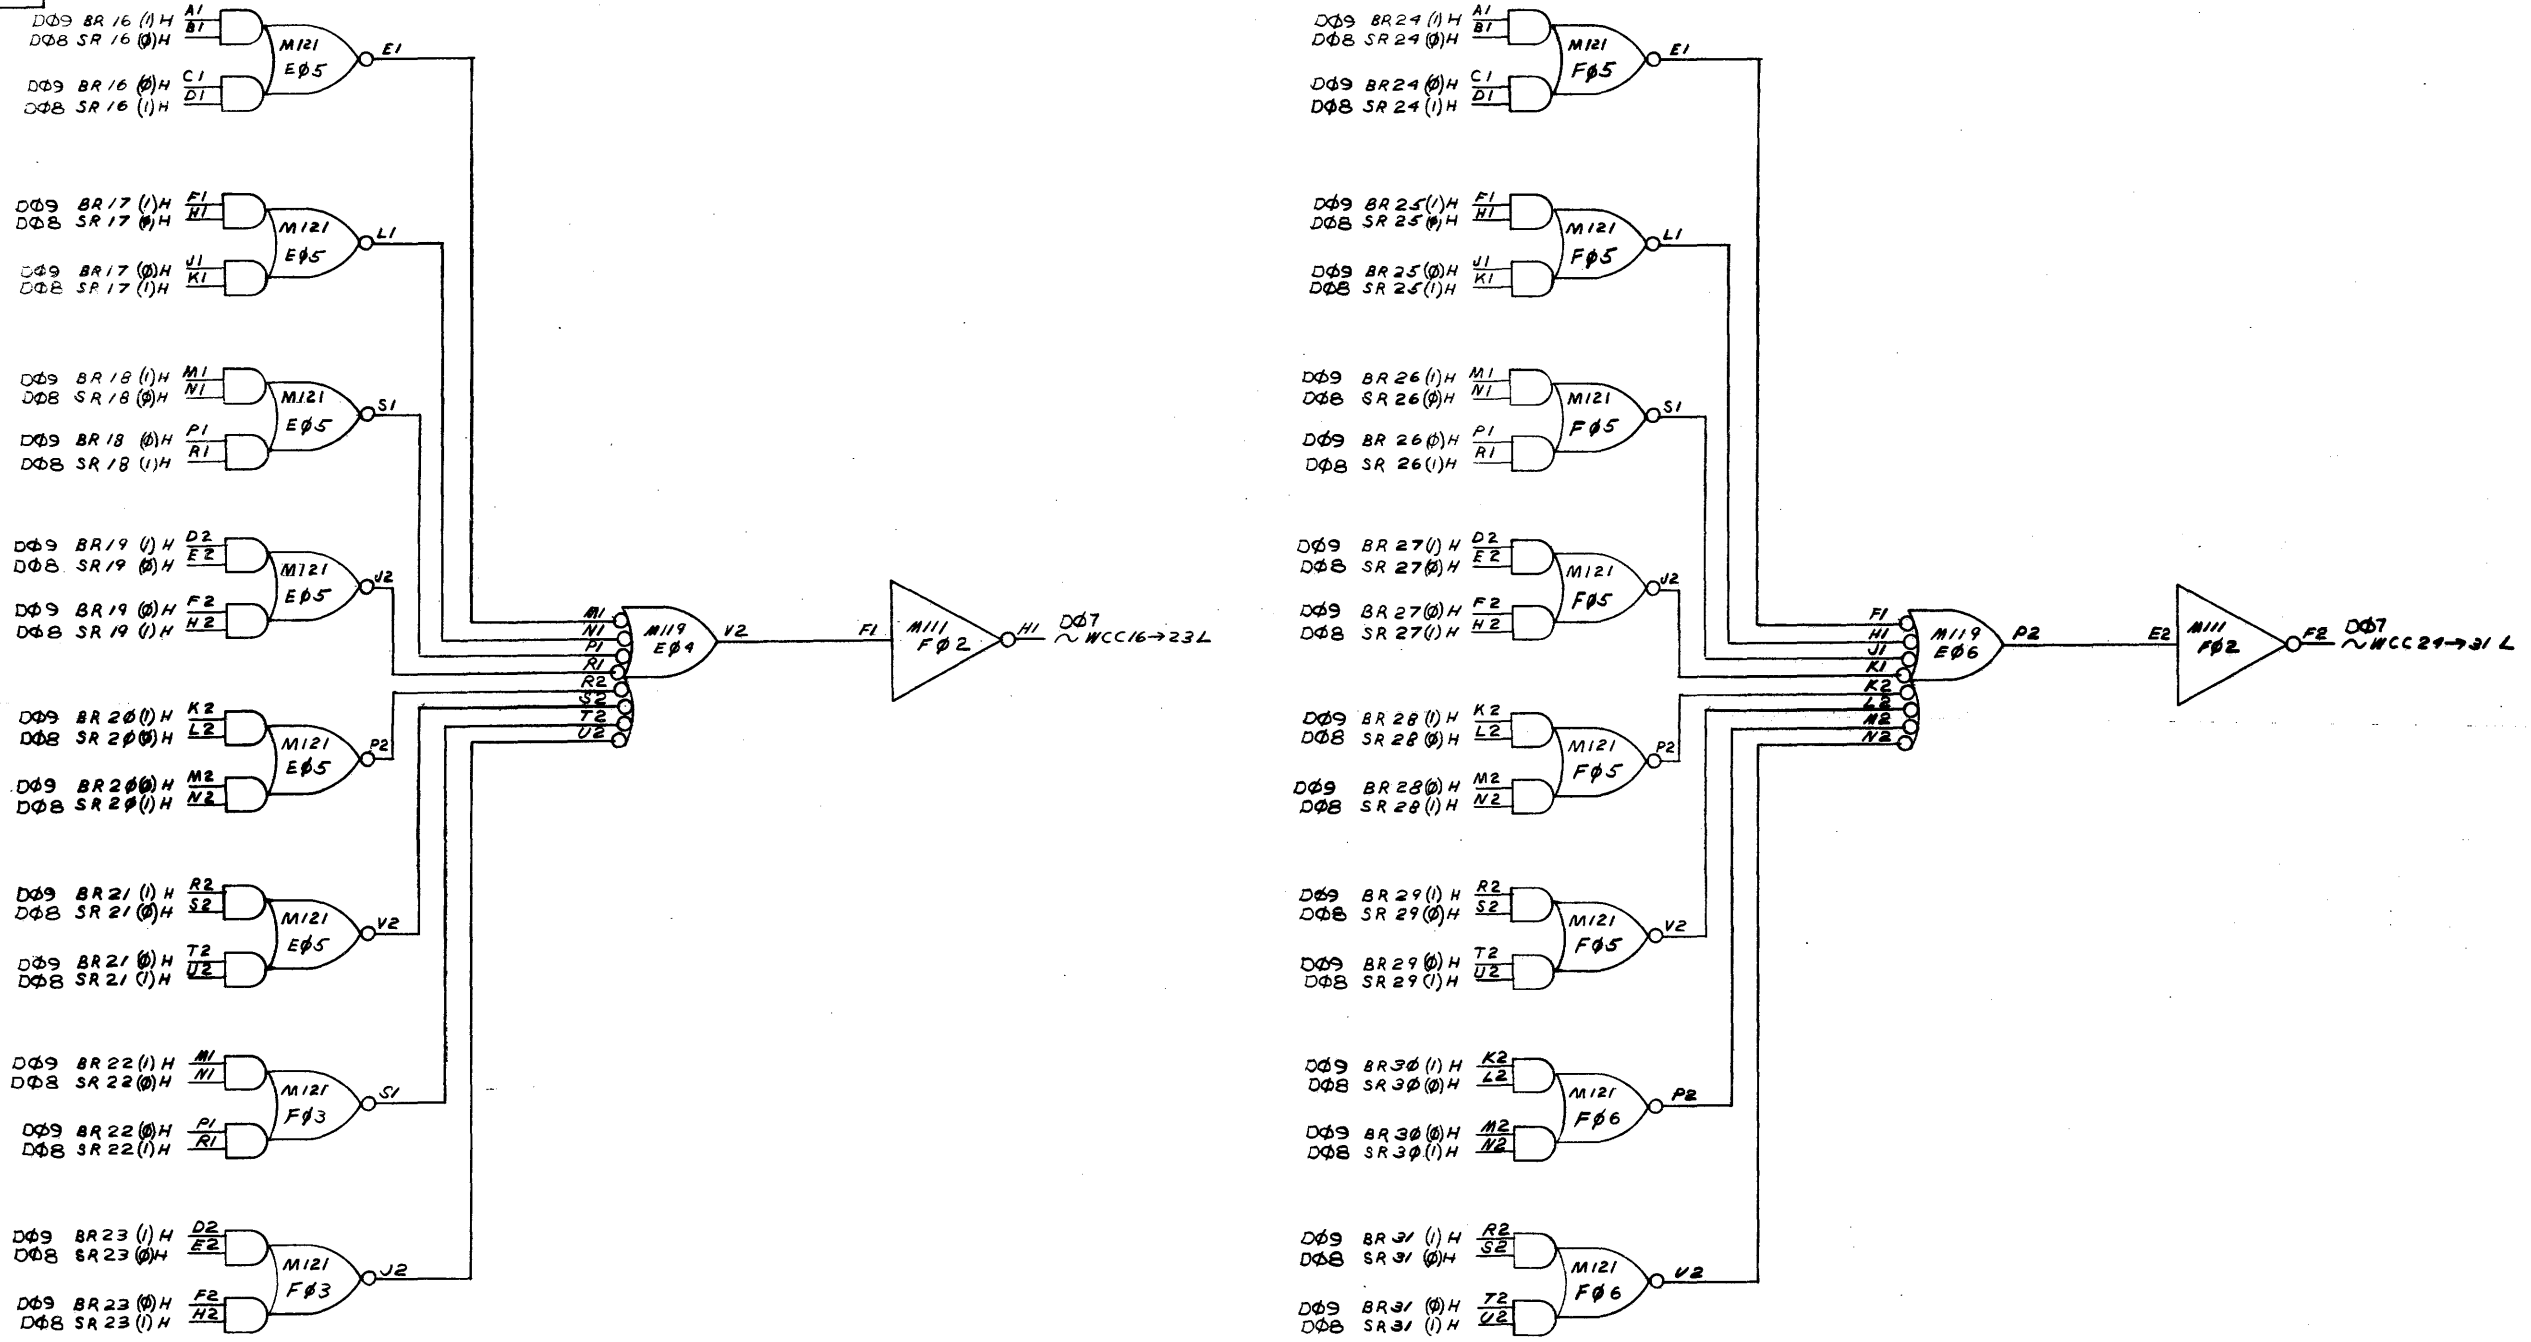 DØ9 BR 16 (1) H A1
DØ8 SR 16 (Ø) H B1
M121
EØ5
E1
DØ9 BR 16 (Ø) H C1
DØ8 SR 16 (1) H D1
DØ9 BR 17 (1) H F1
DØ8 SR 17 (Ø) H H1
M121
EØ5
L1
DØ9 BR 17 (Ø) H J1
DØ8 SR 17 (1) H K1
DØ9 BR 18 (1) H M1
DØ8 SR 18 (Ø) H N1
M121
EØ5
S1
DØ9 BR 18 (Ø) H P1
DØ8 SR 18 (1) H R1
DØ9 BR 19 (1) H D2
DØ8 SR 19 (Ø) H E2
M121
EØ5
J2
DØ9 BR 19 (Ø) H F2
DØ8 SR 19 (1) H H2
DØ9 BR 2Ø (1) H K2
DØ8 SR 2Ø (Ø) H L2
M121
EØ5
P2
DØ9 BR 2Ø (Ø) H M2
DØ8 SR 2Ø (1) H N2
DØ9 BR 21 (1) H R2
DØ8 SR 21 (Ø) H S2
M121
EØ5
V2
DØ9 BR 21 (Ø) H T2
DØ8 SR 21 (1) H U2
DØ9 BR 22 (1) H M1
DØ8 SR 22 (Ø) H N1
M121
FØ3
S1
DØ9 BR 22 (Ø) H P1
DØ8 SR 22 (1) H R1
DØ9 BR 23 (1) H D2
DØ8 SR 23 (Ø) H E2
M121
FØ3
J2
DØ9 BR 23 (Ø) H F2
DØ8 SR 23 (1) H H2
M1
N1
P1
R1
R2
S2
T2
U2
M119
EØ4
V2
F1
M111
FØ2
H1
DØ7
~ WCC16→23 L
DØ9 BR 24 (1) H A1
DØ8 SR 24 (Ø) H B1
M121
FØ5
E1
DØ9 BR 24 (Ø) H C1
DØ8 SR 24 (1) H D1
DØ9 BR 25 (1) H F1
DØ8 SR 25 (Ø) H H1
M121
FØ5
L1
DØ9 BR 25 (Ø) H J1
DØ8 SR 25 (1) H K1
DØ9 BR 26 (1) H M1
DØ8 SR 26 (Ø) H N1
M121
FØ5
S1
DØ9 BR 26 (Ø) H P1
DØ8 SR 26 (1) H R1
DØ9 BR 27 (1) H D2
DØ8 SR 27 (Ø) H E2
M121
FØ5
J2
DØ9 BR 27 (Ø) H F2
DØ8 SR 27 (1) H H2
DØ9 BR 28 (1) H K2
DØ8 SR 28 (Ø) H L2
M121
FØ5
P2
DØ9 BR 28 (Ø) H M2
DØ8 SR 28 (1) H N2
DØ9 BR 29 (1) H R2
DØ8 SR 29 (Ø) H S2
M121
FØ5
V2
DØ9 BR 29 (Ø) H T2
DØ8 SR 29 (1) H U2
DØ9 BR 3Ø (1) H K2
DØ8 SR 3Ø (Ø) H L2
M121
FØ6
P2
DØ9 BR 3Ø (Ø) H M2
DØ8 SR 3Ø (1) H N2
DØ9 BR 31 (1) H R2
DØ8 SR 31 (Ø) H S2
M121
FØ6
V2
DØ9 BR 31 (Ø) H T2
DØ8 SR 31 (1) H U2
F1
H1
J1
K1
K2
L2
M2
N2
M119
EØ6
P2
E2
M111
FØ2
F2
DØ7
~ WCC24→31 L